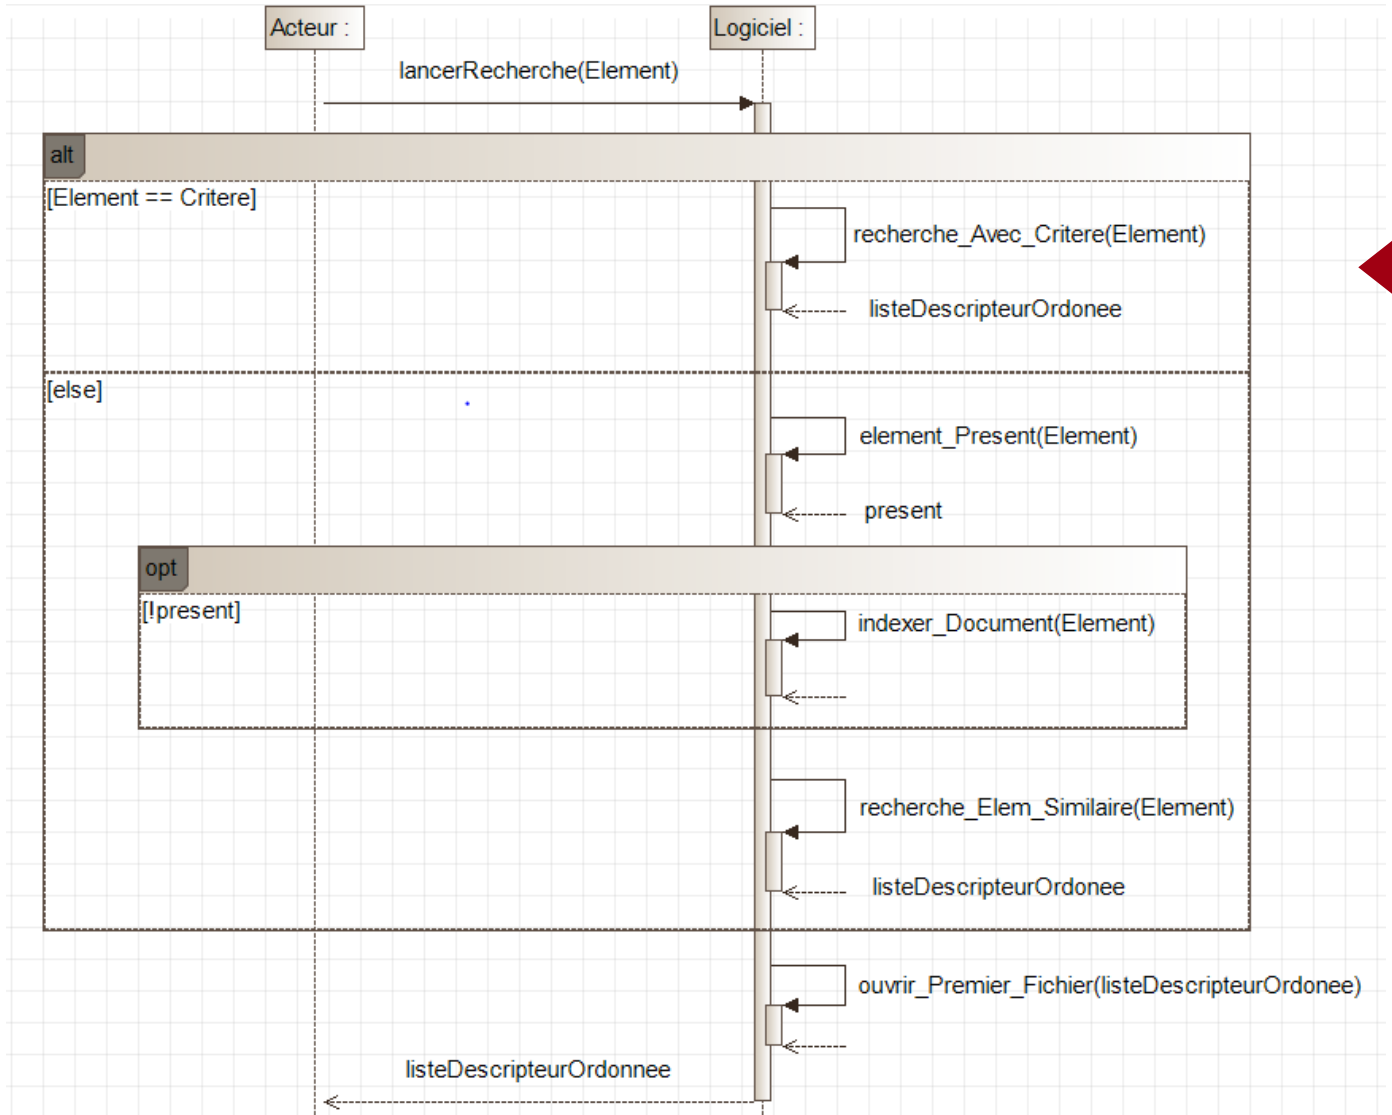 Acteur :
Logiciel :
lancerRecherche(Element)
alt
[Element == Critere]
recherche_Avec_Critere(Element)
listeDescripteurOrdonee
[else]
element_Present(Element)
present
opt
[!present]
indexer_Document(Element)
recherche_Elem_Similaire(Element)
listeDescripteurOrdonee
ouvrir_Premier_Fichier(listeDescripteurOrdonee)
listeDescripteurOrdonnee